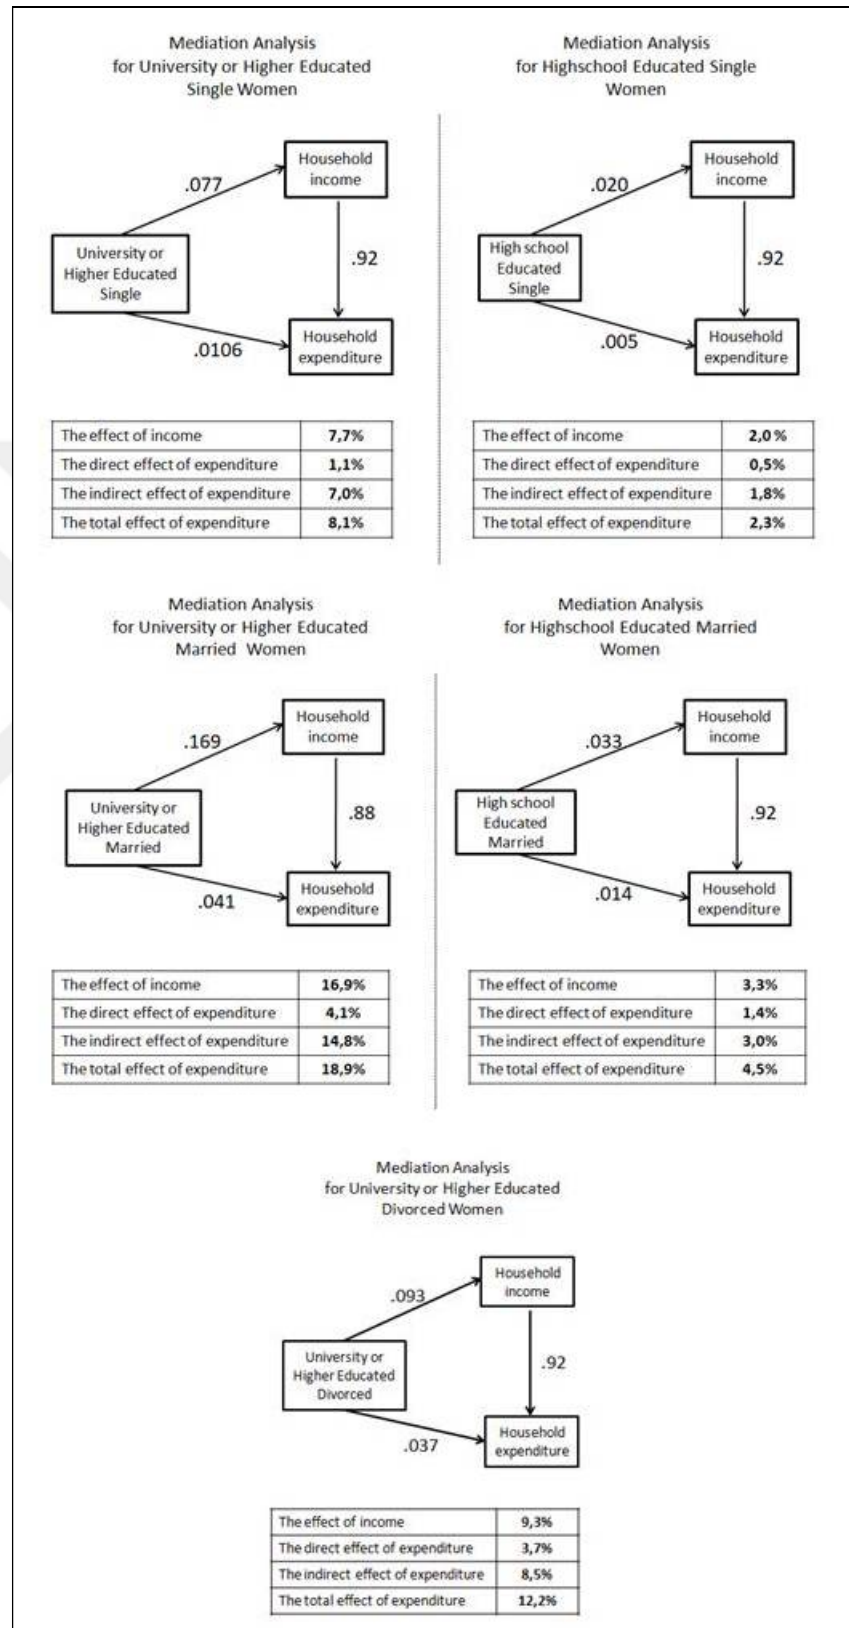 Mediation Analysis
for University or Higher Educated
Single Women
.077
Household
income
University or
Higher Educated
Single
.92
.0106
Household
expenditure
The effect of income 7,7%
The direct effect of expenditure 1,1%
The indirect effect of expenditure 7,0%
The total effect of expenditure 8,1%
Mediation Analysis
for Highschool Educated Single
Women
.020
Household
income
High school
Educated
Single
.92
.005
Household
expenditure
The effect of income 2,0 %
The direct effect of expenditure 0,5%
The indirect effect of expenditure 1,8%
The total effect of expenditure 2,3%
Mediation Analysis
for University or Higher Educated
Married Women
.169
Household
income
University or
Higher Educated
Married
.88
.041
Household
expenditure
The effect of income 16,9%
The direct effect of expenditure 4,1%
The indirect effect of expenditure 14,8%
The total effect of expenditure 18,9%
Mediation Analysis
for Highschool Educated Married
Women
.033
Household
income
High school
Educated
Married
.92
.014
Household
expenditure
The effect of income 3,3%
The direct effect of expenditure 1,4%
The indirect effect of expenditure 3,0%
The total effect of expenditure 4,5%
Mediation Analysis
for University or Higher Educated
Divorced Women
.093
Household
income
University or
Higher Educated
Divorced
.92
.037
Household
expenditure
The effect of income 9,3%
The direct effect of expenditure 3,7%
The indirect effect of expenditure 8,5%
The total effect of expenditure 12,2%